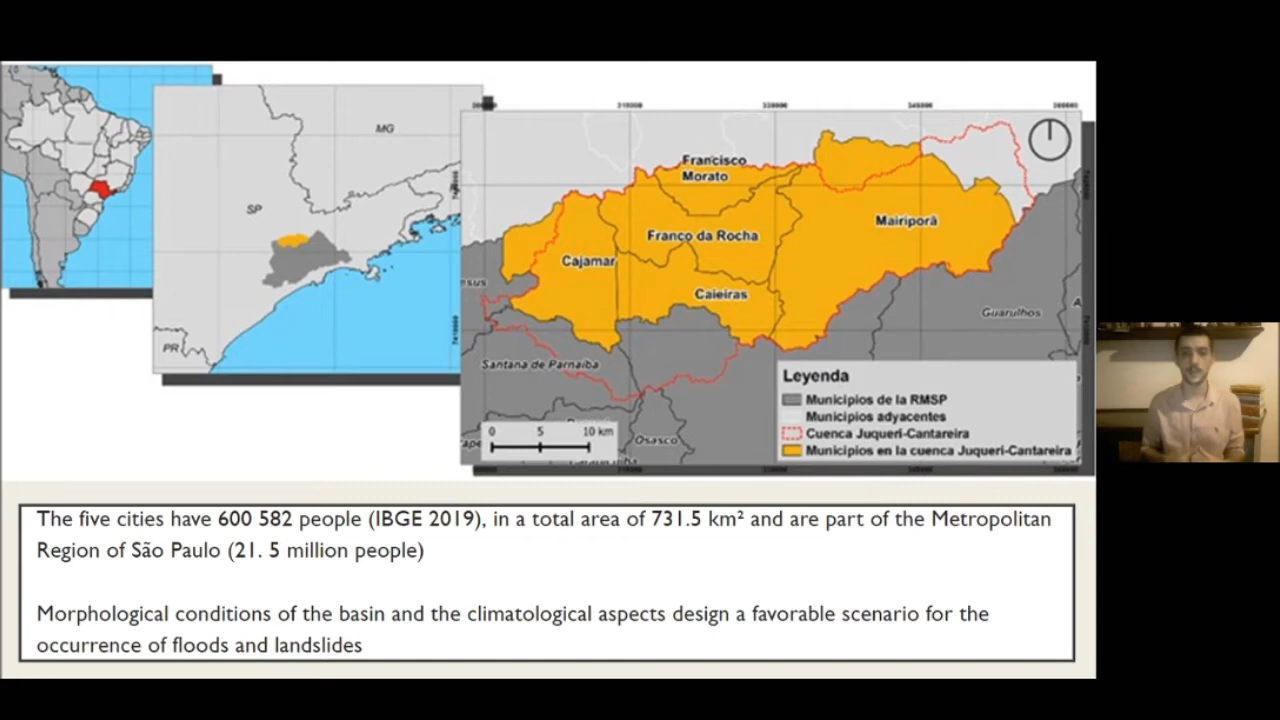 MG
SP
PR
315000
330000
345000
360000
Francisco
Morato
Mairiporã
Franco da Rocha
Cajamar
Caieiras
Guarulhos
Santana de Parnaíba
Osasco
0 5 10 km
Leyenda
Municipios de la RMSP
Municipios adyacentes
Cuenca Juqueri-Cantareira
Municipios en la cuenca Juqueri-Cantareira
The five cities have 600 582 people (IBGE 2019), in a total area of 731.5 km² and are part of the Metropolitan
Region of São Paulo (21. 5 million people)
Morphological conditions of the basin and the climatological aspects design a favorable scenario for the
occurrence of floods and landslides